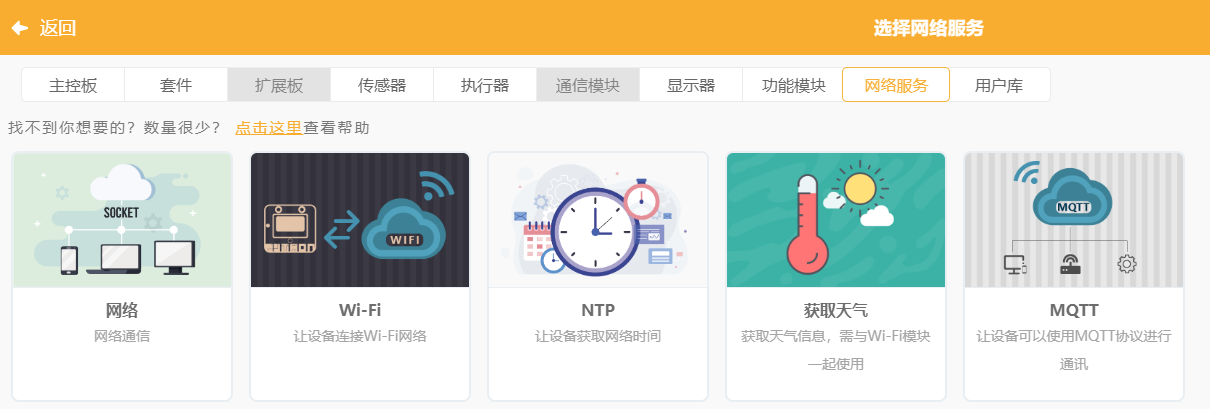 返回
选择网络服务
主控板 套件 扩展板 传感器 执行器 通信模块 显示器 功能模块 网络服务 用户库
找不到你想要的？数量很少？ 点击这里查看帮助
SOCKET
网络
网络通信
WIFI
Wi-Fi
让设备连接Wi-Fi网络
NTP
让设备获取网络时间
获取天气
获取天气信息，需与Wi-Fi模块
一起使用
MQTT
MQTT
让设备可以使用MQTT协议进行
通讯